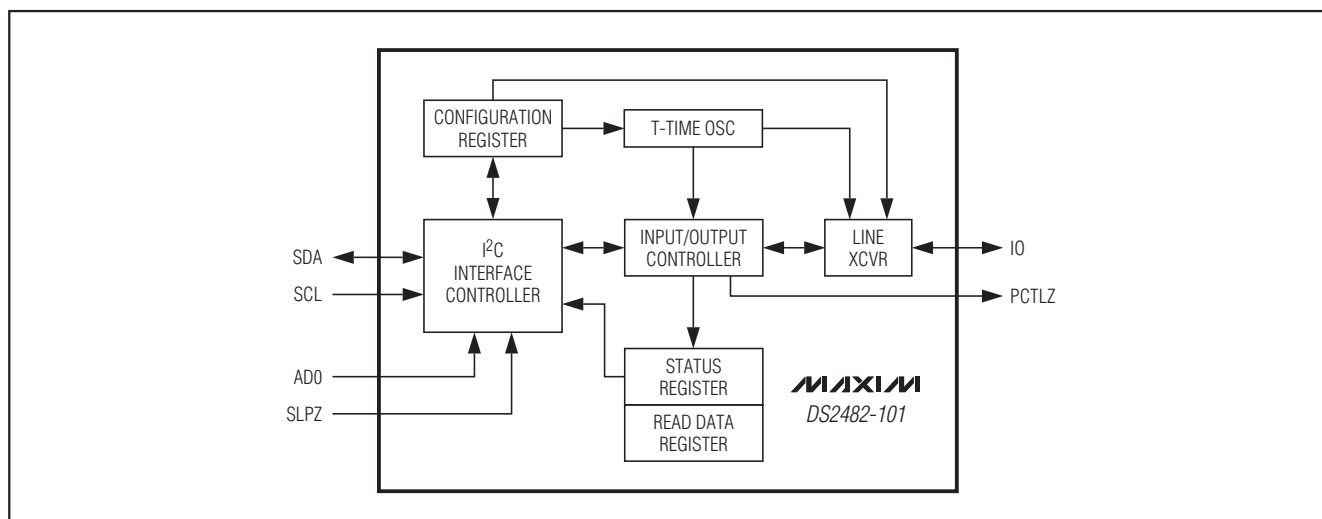 CONFIGURATION
REGISTER
T-TIME OSC
SDA
SCL
AD0
SLPZ
I²C
INTERFACE
CONTROLLER
INPUT/OUTPUT
CONTROLLER
LINE
XCVR
IO
PCTLZ
STATUS
REGISTER
READ DATA
REGISTER
MAXIM
DS2482-101